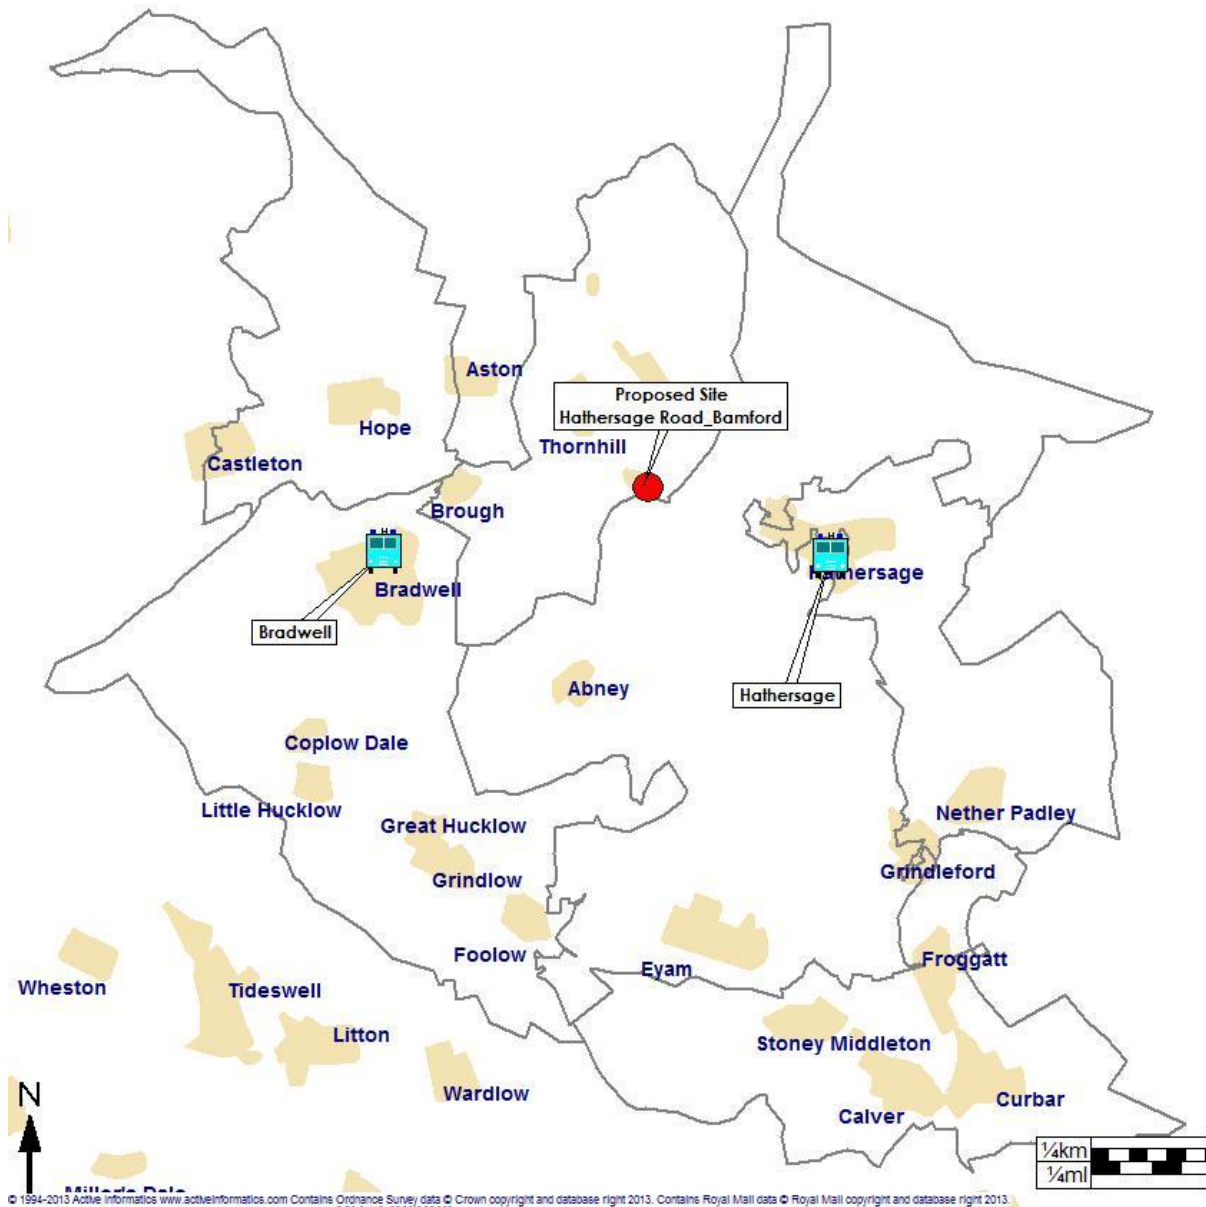 Aston
Proposed Site
Hathersage Road_Bamford
Hope
Thornhill
Castleton
Brough
Hathersage
Bradwell
Bradwell
Abney
Hathersage
Coplow Dale
Little Hucklow
Nether Padley
Great Hucklow
Grindleford
Grindlow
Foolow
Froggatt
Eyam
Wheston
Tideswell
Litton
Stoney Middleton
Wardlow
Curbar
Calver
N
¼km
¼ml
Miller's Dale
© 1994-2013 Active Informatics www.activeinformatics.com Contains Ordnance Survey data © Crown copyright and database right 2013. Contains Royal Mail data © Royal Mail copyright and database right 2013.